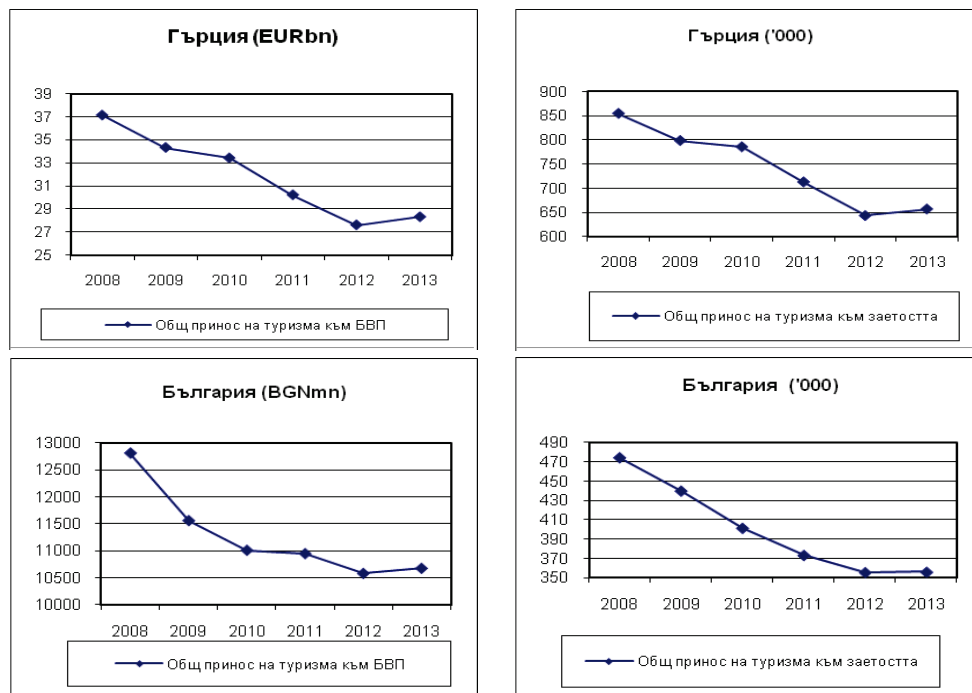 Гърция (EURbn)
39
37
35
33
31
29
27
25
2008 2009 2010 2011 2012 2013
Общ принос на туризма към БВП
Гърция ('000)
900
850
800
750
700
650
600
2008 2009 2010 2011 2012 2013
Общ принос на туризма към заетостта
България (BGNmn)
13000
12500
12000
11500
11000
10500
10000
2008 2009 2010 2011 2012 2013
Общ принос на туризма към БВП
България ('000)
490
470
450
430
410
390
370
350
2008 2009 2010 2011 2012 2013
Общ принос на туризма към заетостта